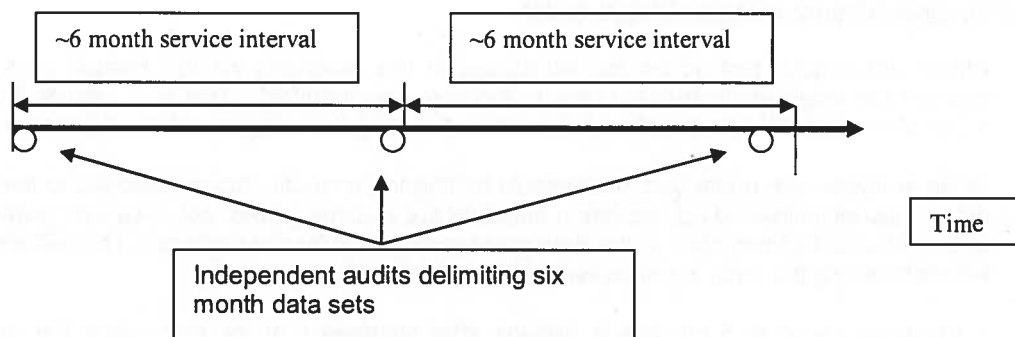 ~6 month service interval
~6 month service interval
Time
Independent audits delimiting six
month data sets